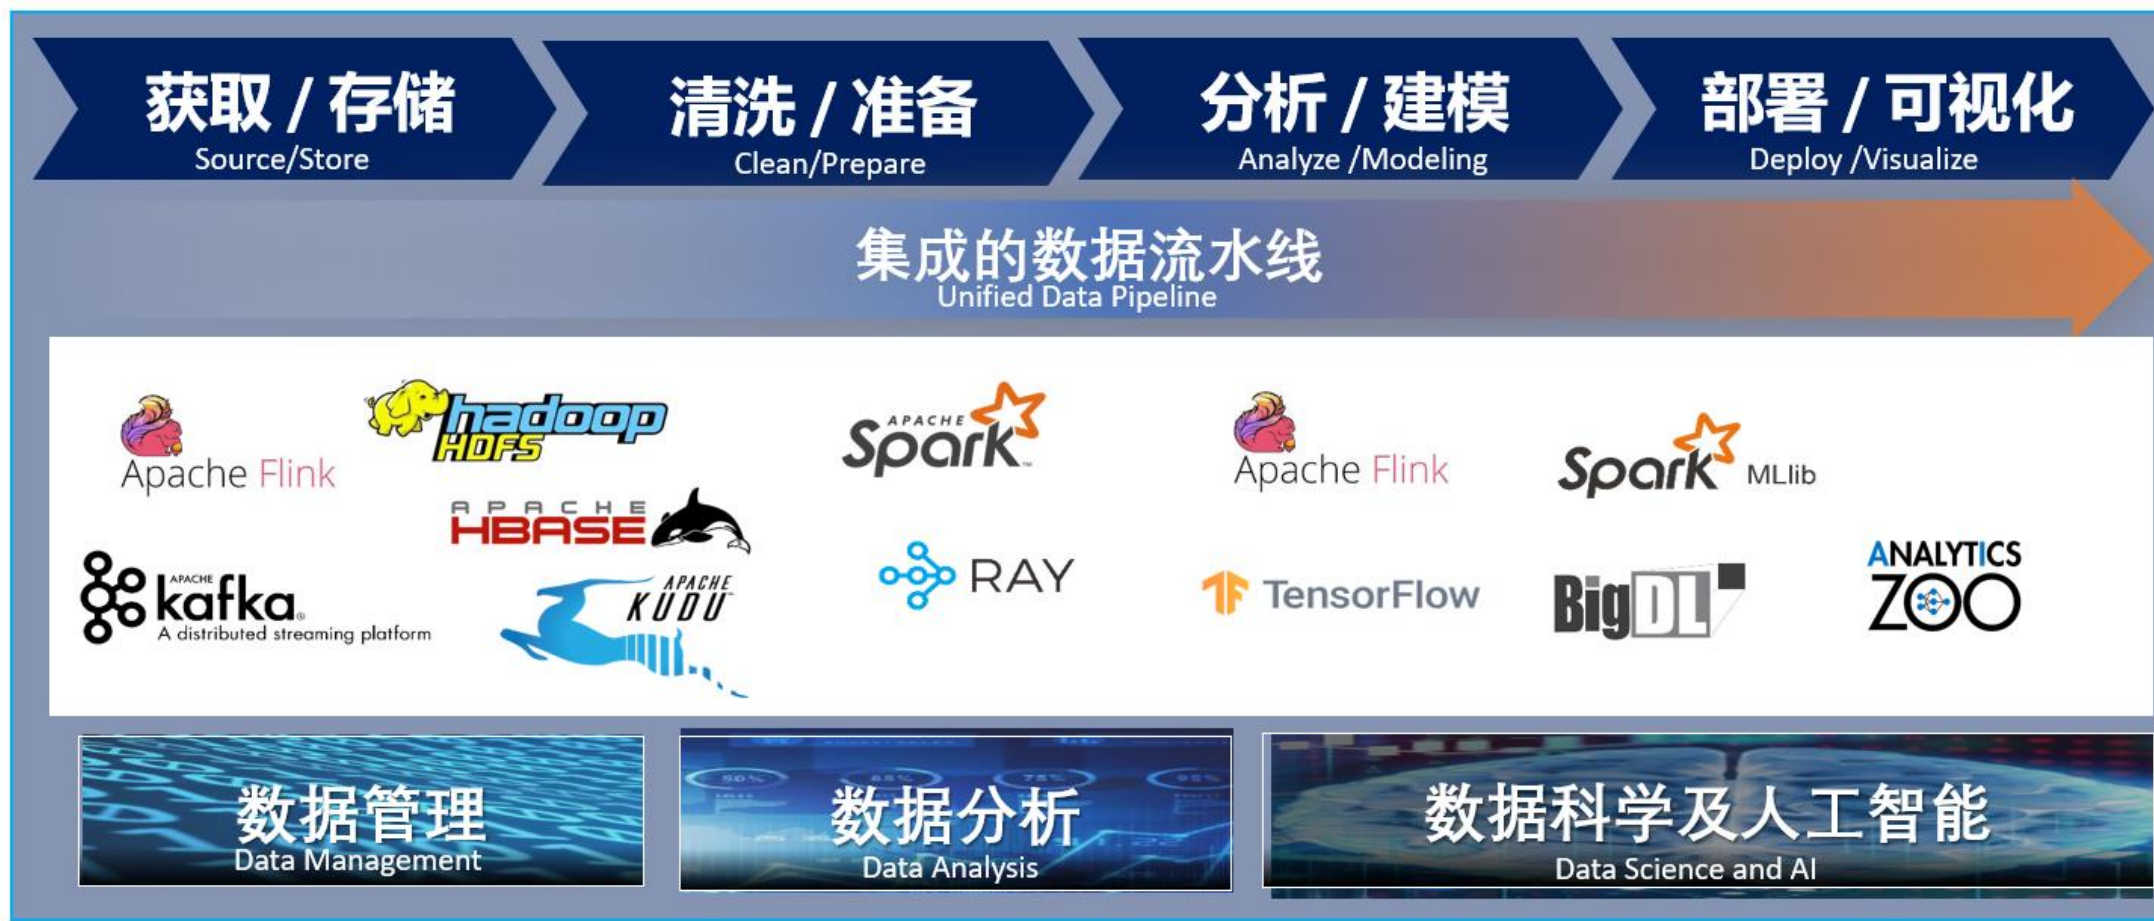 获取 / 存储
Source/Store
清洗 / 准备
Clean/Prepare
分析 / 建模
Analyze /Modeling
部署 / 可视化
Deploy /Visualize
集成的数据流水线
Unified Data Pipeline
Apache Flink
hadoop
HDFS
APACHE
HBASE
APACHE
kafka®
A distributed streaming platform
APACHE
KUDU™
APACHE
Spark™
RAY
Apache Flink
TensorFlow
Spark MLlib
BigDL
ANALYTICS
ZOO
数据管理
Data Management
50%
75%
数据分析
Data Analysis
数据科学及人工智能
Data Science and AI